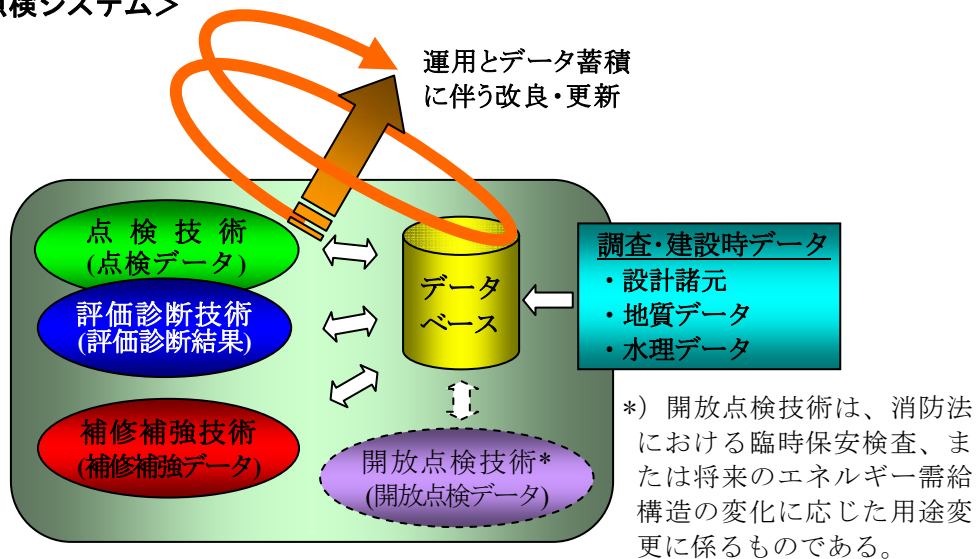 点検システム＞
運用とデータ蓄積
に伴う改良・更新
点検技術
(点検データ)
評価診断技術
(評価診断結果)
補修補強技術
(補修補強データ)
データ
ベース
開放点検技術*
(開放点検データ)
調査・建設時データ
・設計諸元
・地質データ
・水理データ
*）開放点検技術は、消防法
における臨時保安検査、ま
たは将来のエネルギー需給
構造の変化に応じた用途変
更に係るものである。